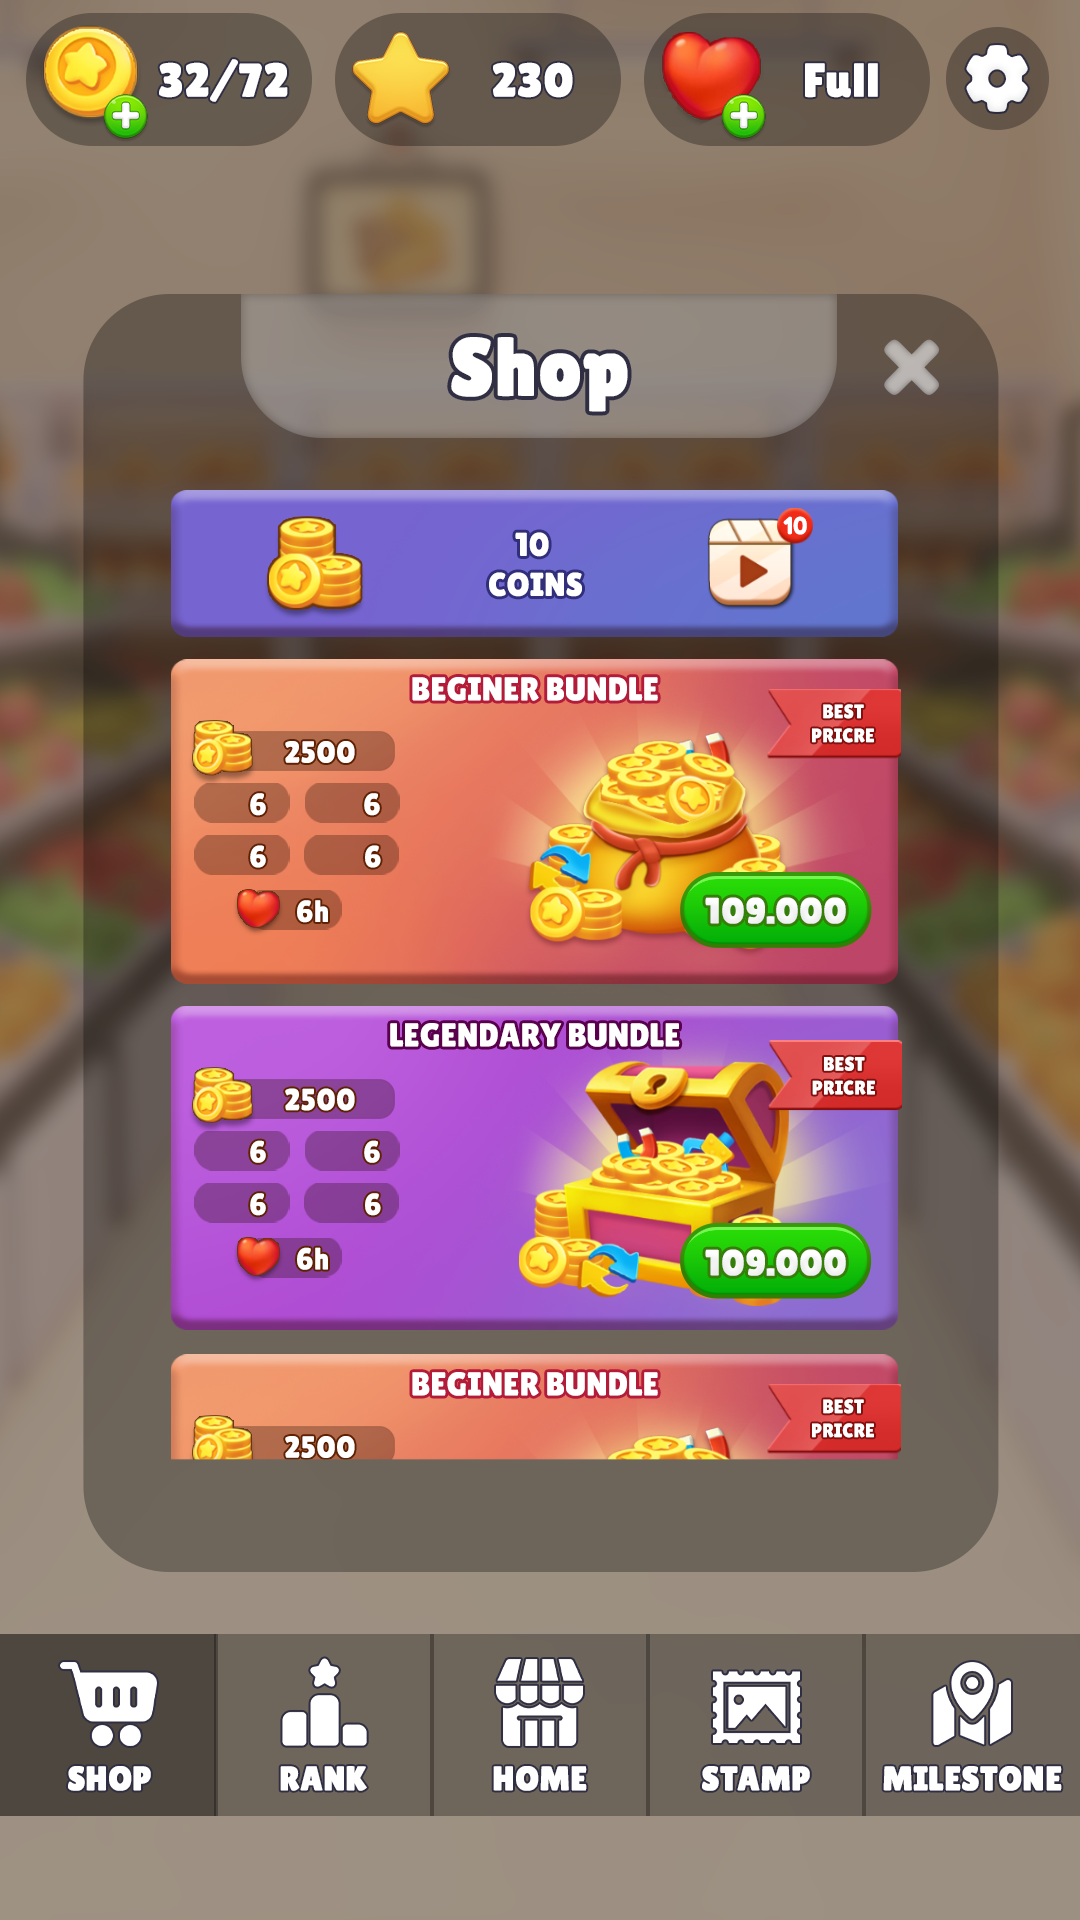 32/72
230
Full
Shop
10
COINS
10
BEGINER BUNDLE
BEST
PRICRE
2500
6
6
6
6
6h
109.000
LEGENDARY BUNDLE
BEST
PRICRE
2500
6
6
6
6
6h
109.000
BEGINER BUNDLE
BEST
PRICRE
2500
SHOP
RANK
HOME
STAMP
MILESTONE